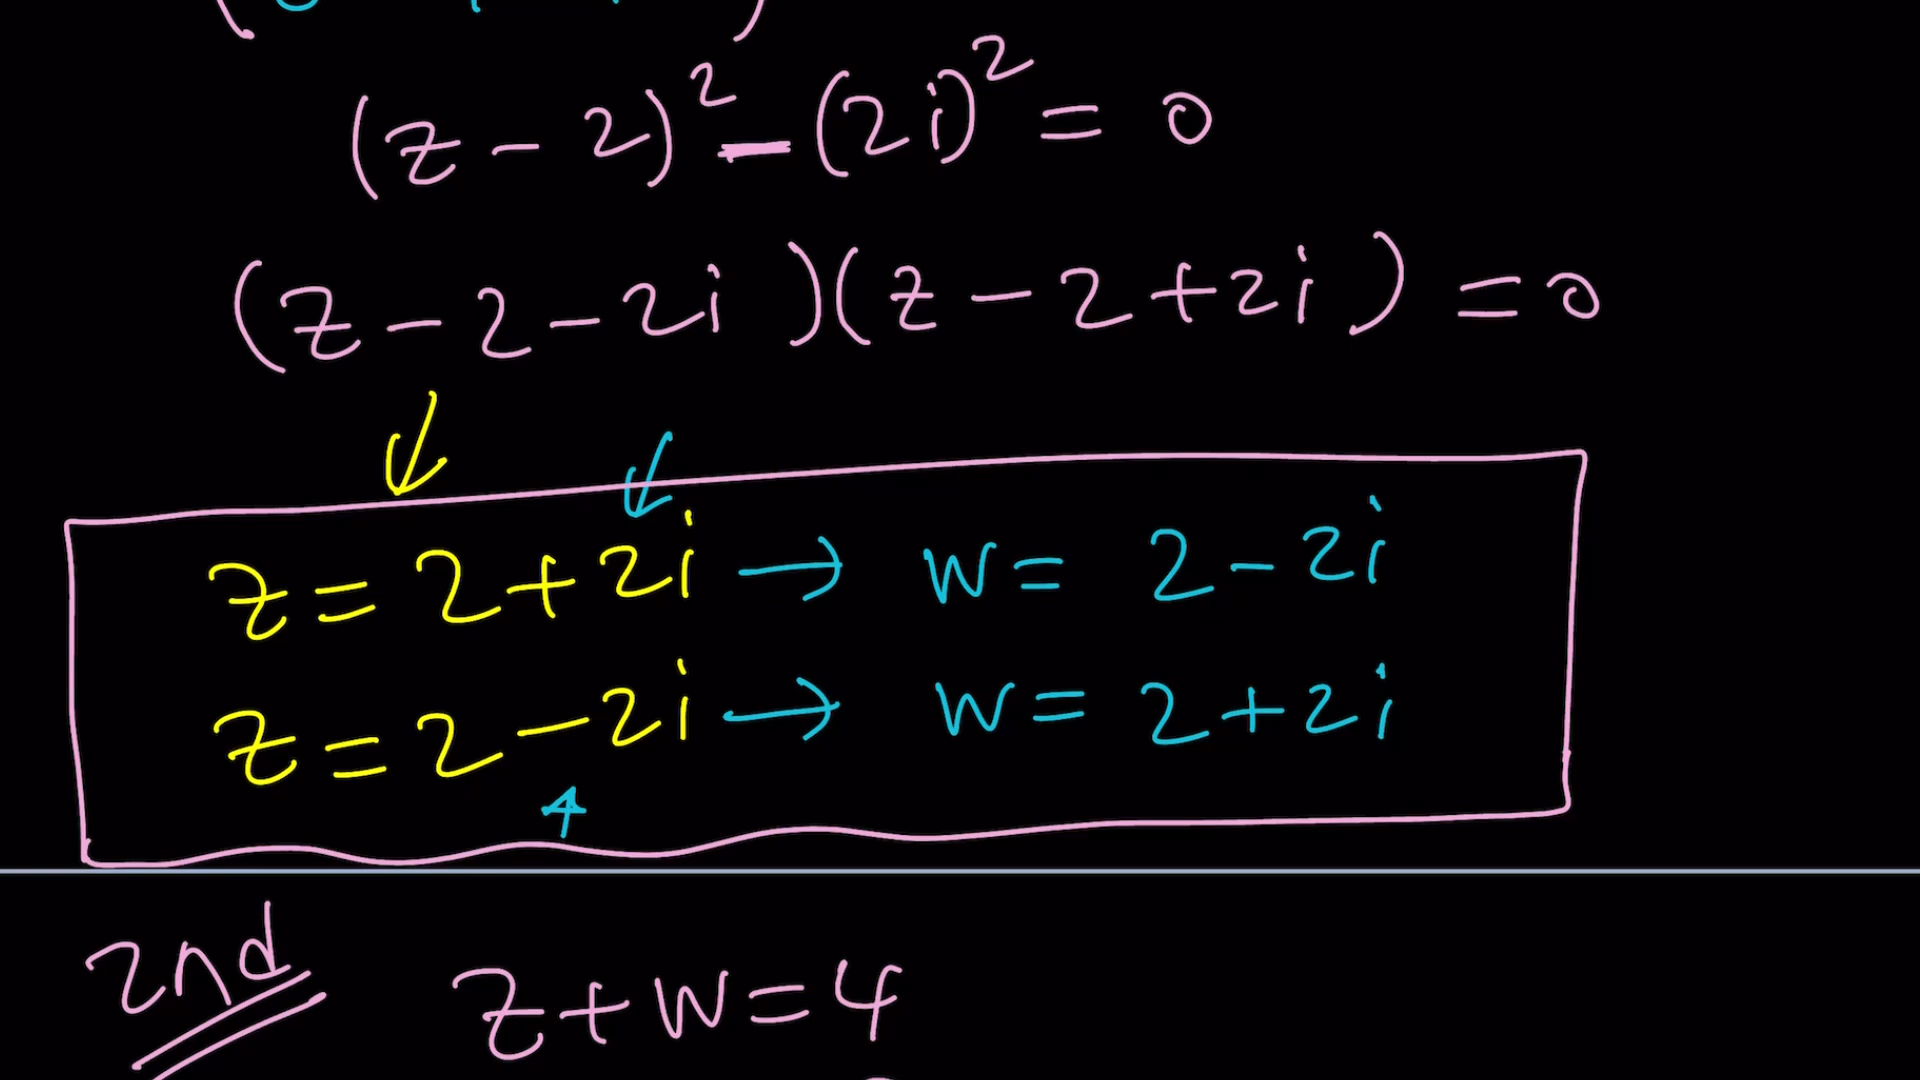 (z - 2)² - (2i)² = 0
(z - 2 - 2i)(z - 2 + 2i) = 0
z = 2 + 2i → w = 2 - 2i
z = 2 - 2i → w = 2 + 2i
2nd z + w = 4